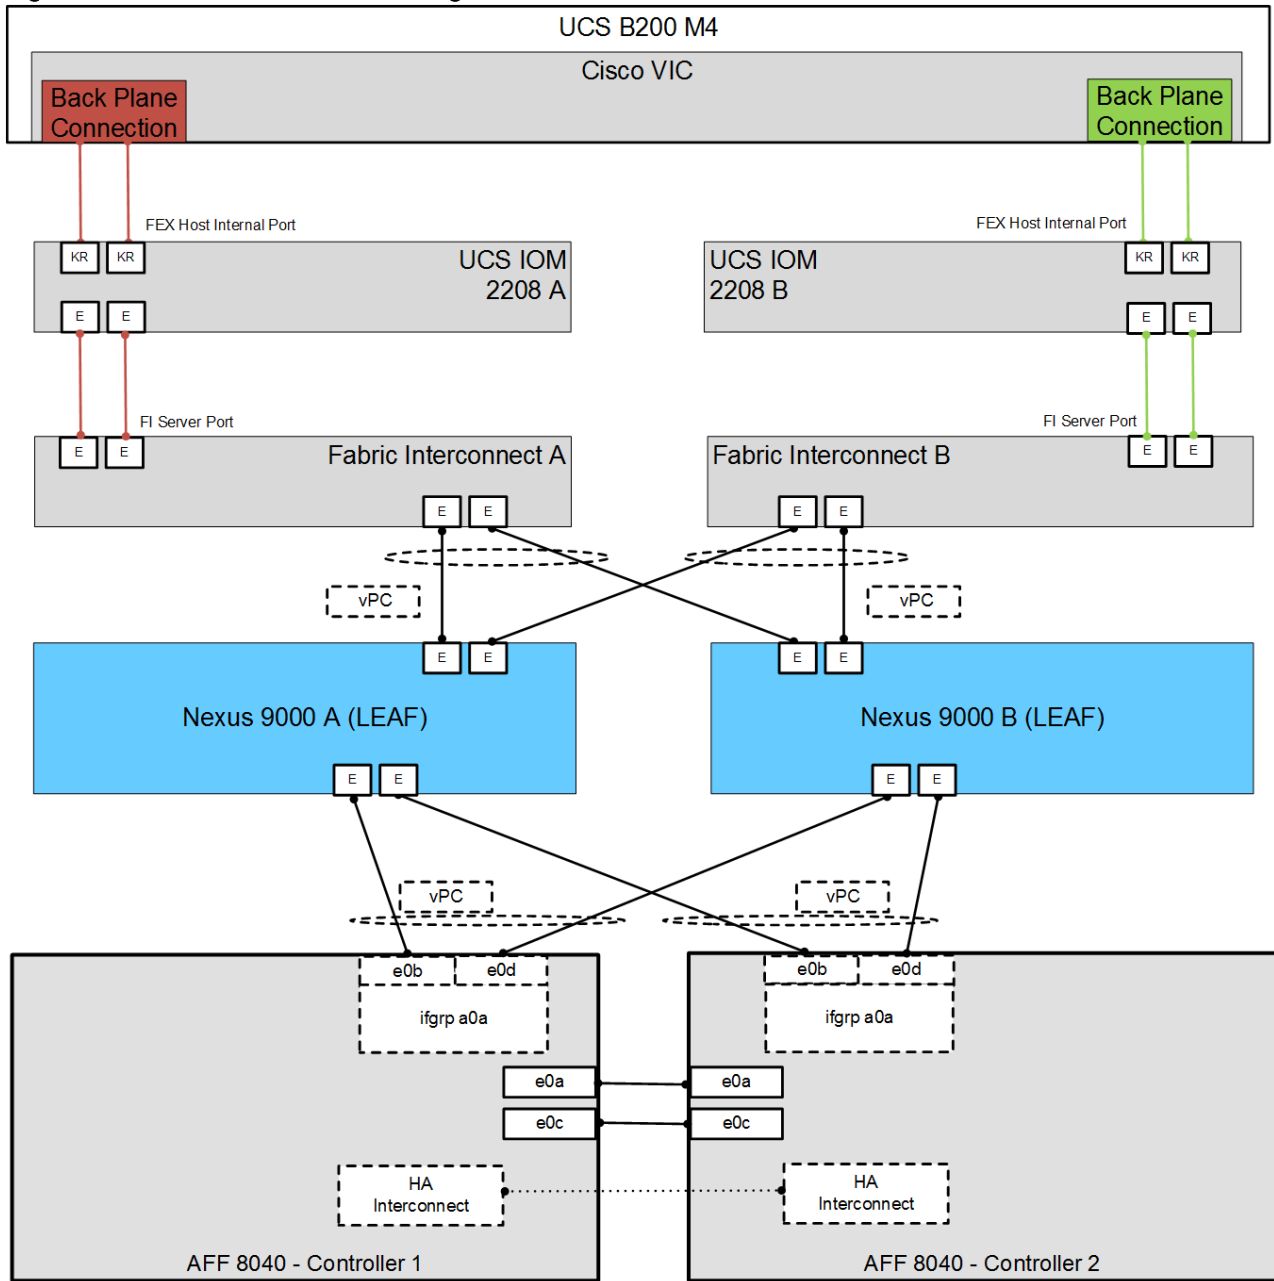 UCS B200 M4
Cisco VIC
Back Plane
Connection
Back Plane
Connection
FEX Host Internal Port
FEX Host Internal Port
KR
KR
UCS IOM
2208 A
UCS IOM
2208 B
KR
KR
E
E
E
E
FI Server Port
FI Server Port
E
E
Fabric Interconnect A
Fabric Interconnect B
E
E
E
E
E
E
vPC
vPC
E
E
E
E
Nexus 9000 A (LEAF)
Nexus 9000 B (LEAF)
E
E
E
E
vPC
vPC
e0b
e0d
e0b
e0d
ifgrp a0a
ifgrp a0a
e0a
e0a
e0c
e0c
HA
Interconnect
HA
Interconnect
AFF 8040 - Controller 1
AFF 8040 - Controller 2